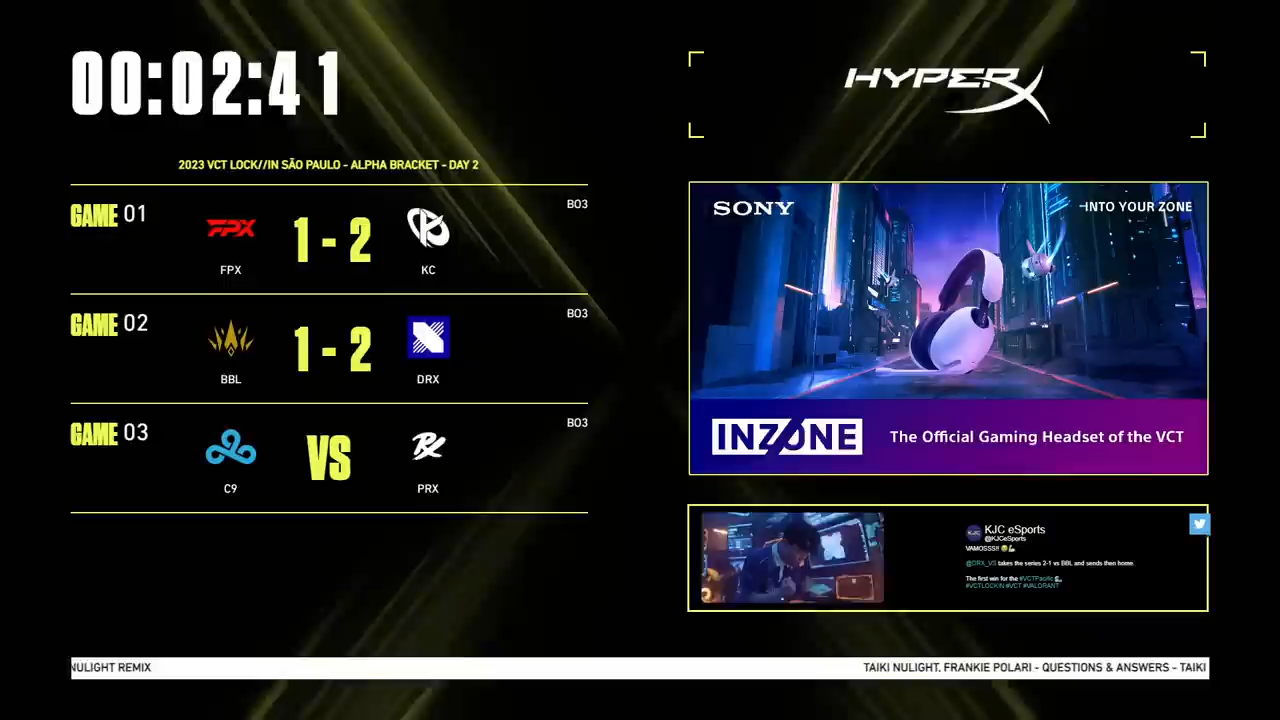 00:02:41
2023 VCT LOCK//IN SÃO PAULO - ALPHA BRACKET - DAY 2
GAME 01
BO3
FPX
1 - 2
FPX
KC
GAME 02
BO3
1 - 2
BBL
DRX
GAME 03
BO3
VS
C9
PRX
HYPERX
SONY
INTO YOUR ZONE
INZONE
The Official Gaming Headset of the VCT
KJC
KJC eSports
@KJCeSports
VAMOSSS!!
@DRX_VS takes the series 2-1 vs BBL and sends then home.
The first win for the #VCTPacific
#VCTLOCKIN #VCT #VALORANT
NULIGHT REMIX
TAIKI NULIGHT, FRANKIE POLARI - QUESTIONS & ANSWERS - TAIKI